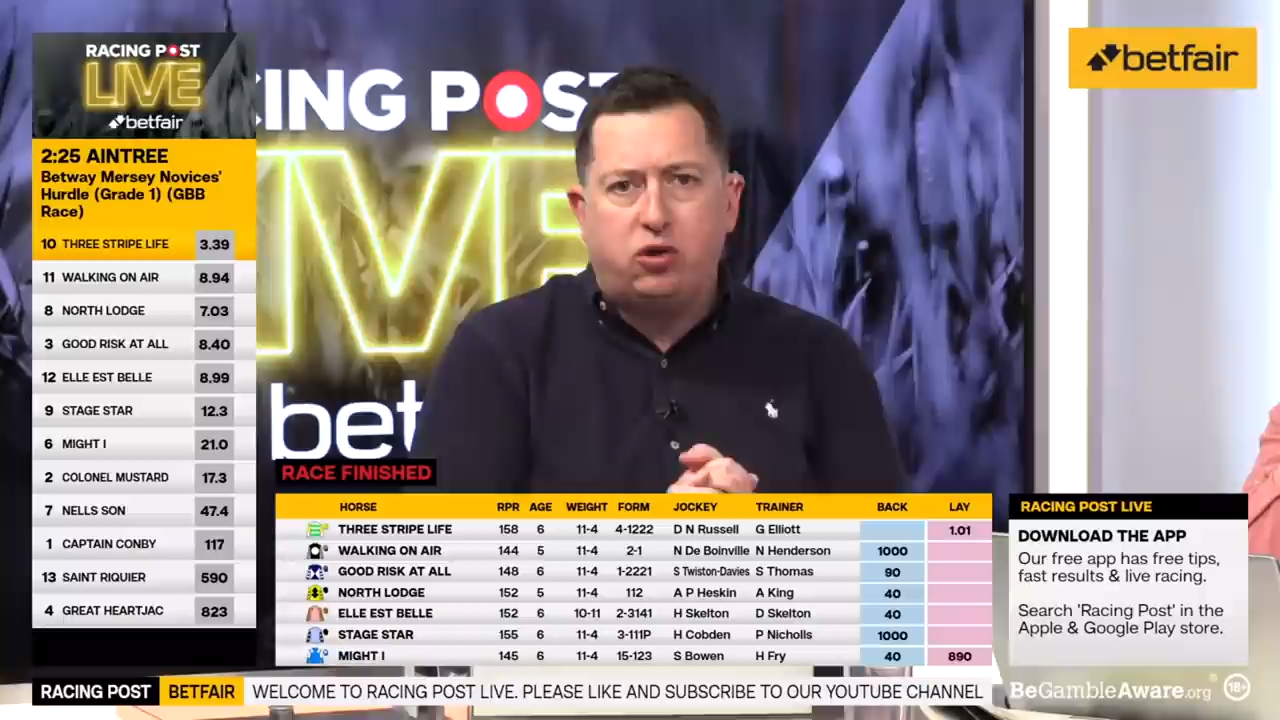 RACING POST
LIVE
betfair
2:25 AINTREE
Betway Mersey Novices'
Hurdle (Grade 1) (GBB
Race)
10 THREE STRIPE LIFE 3.39
11 WALKING ON AIR 8.94
8 NORTH LODGE 7.03
3 GOOD RISK AT ALL 8.40
12 ELLE EST BELLE 8.99
9 STAGE STAR 12.3
6 MIGHT I 21.0
2 COLONEL MUSTARD 17.3
7 NELLS SON 47.4
1 CAPTAIN CONBY 117
13 SAINT RIQUIER 590
4 GREAT HEARTJAC 823
CING POST
IVE
bet
betfair
RACE FINISHED
HORSE RPR AGE WEIGHT FORM JOCKEY TRAINER BACK LAY
THREE STRIPE LIFE 158 6 11-4 4-1222 D N Russell G Elliott 1.01
WALKING ON AIR 144 5 11-4 2-1 N De Boinville N Henderson 1000
GOOD RISK AT ALL 148 6 11-4 1-2221 S Twiston-Davies S Thomas 90
NORTH LODGE 152 5 11-4 112 A P Heskin A King 40
ELLE EST BELLE 152 6 10-11 2-3141 H Skelton D Skelton 40
STAGE STAR 155 6 11-4 3-111P H Cobden P Nicholls 1000
MIGHT I 145 6 11-4 15-123 S Bowen H Fry 40 890
RACING POST LIVE
DOWNLOAD THE APP
Our free app has free tips,
fast results & live racing.
Search 'Racing Post' in the
Apple & Google Play store.
RACING POST BETFAIR WELCOME TO RACING POST LIVE. PLEASE LIKE AND SUBSCRIBE TO OUR YOUTUBE CHANNEL
BeGambleAware.org 18+